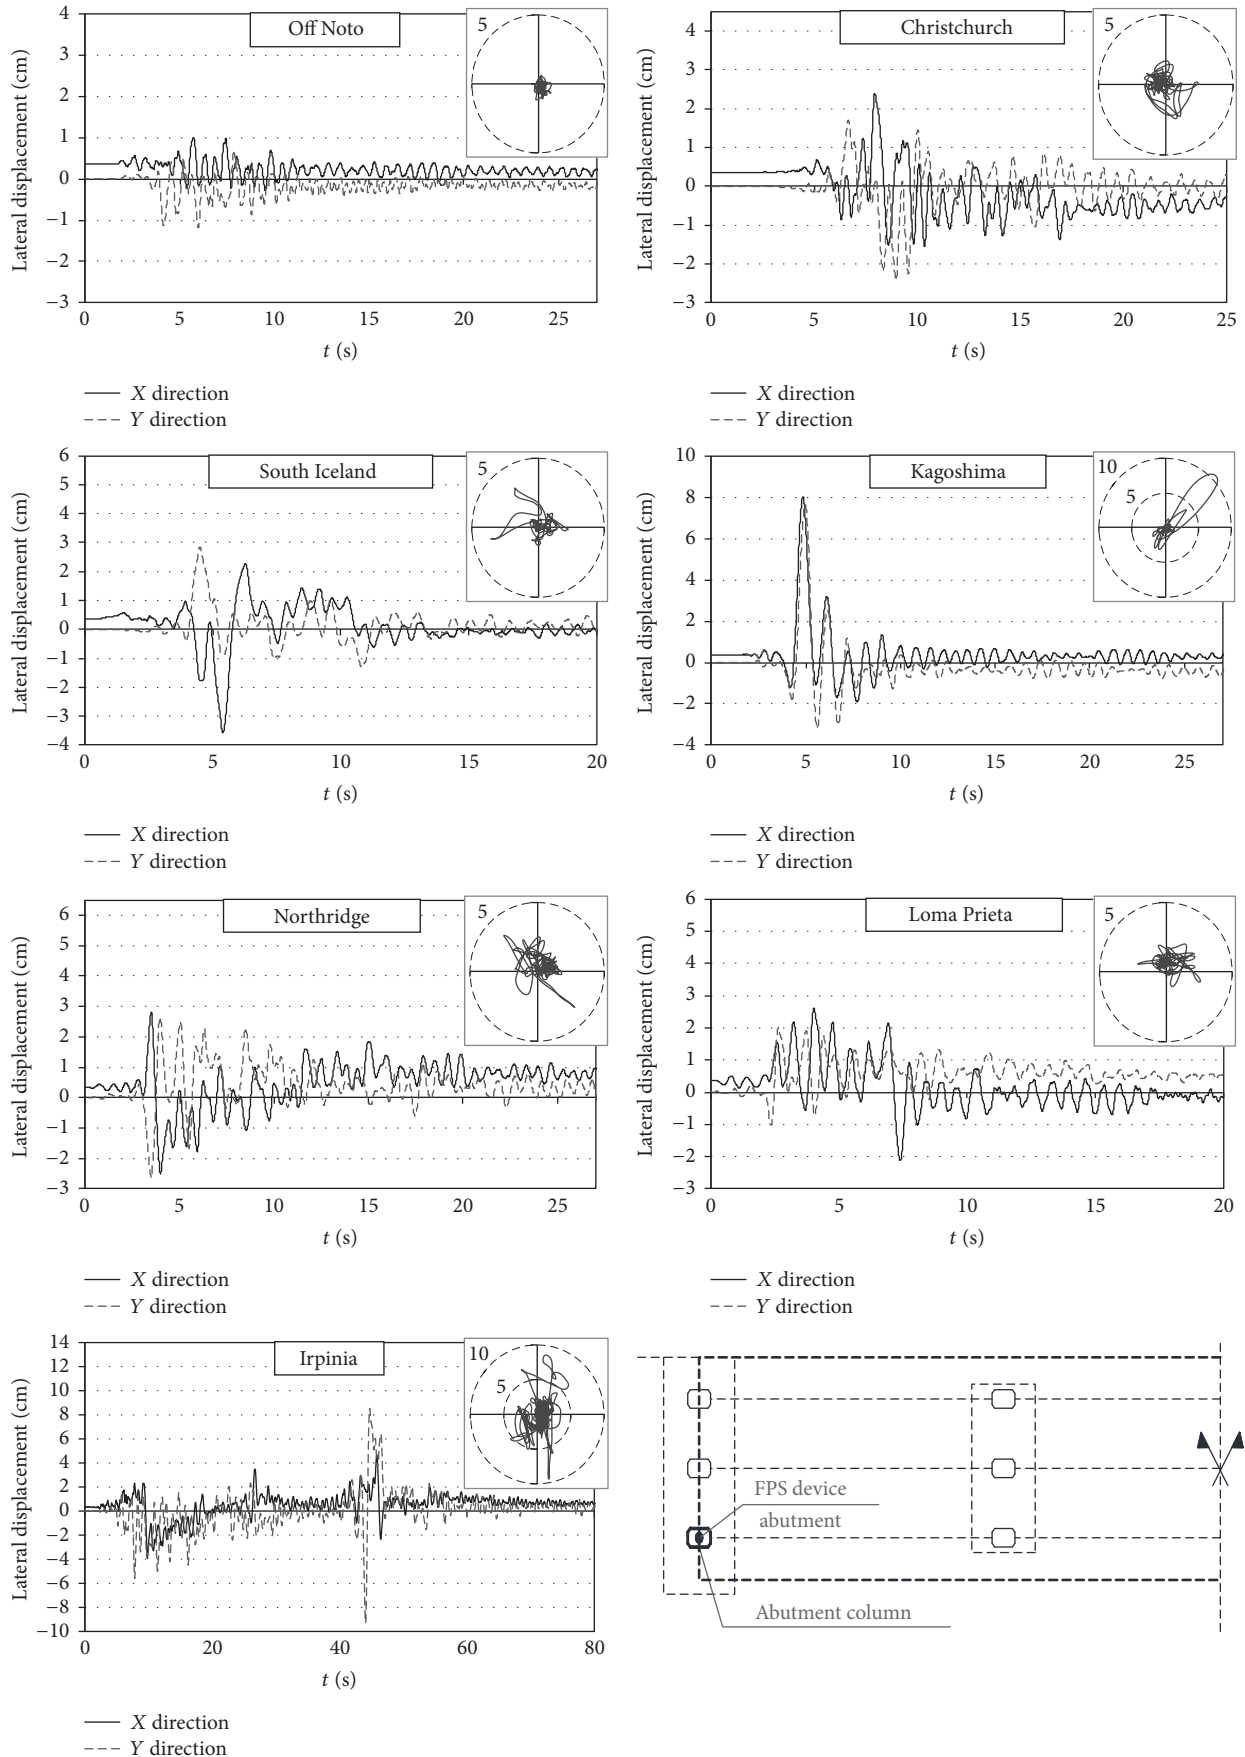 Off Noto
5
4
3
2
1
0
−1
−2
−3
Lateral displacement (cm)
0 5 10 15 20 25
t (s)
X direction
Y direction
Christchurch
5
4
3
2
1
0
−1
−2
−3
Lateral displacement (cm)
0 5 10 15 20 25
t (s)
X direction
Y direction
South Iceland
5
6
5
4
3
2
1
0
−1
−2
−3
−4
Lateral displacement (cm)
0 5 10 15 20
t (s)
X direction
Y direction
Kagoshima
10
5
10
8
6
4
2
0
−2
−4
Lateral displacement (cm)
0 5 10 15 20 25
t (s)
X direction
Y direction
Northridge
5
6
5
4
3
2
1
0
−1
−2
−3
Lateral displacement (cm)
0 5 10 15 20 25
t (s)
X direction
Y direction
Loma Prieta
5
6
5
4
3
2
1
0
−1
−2
−3
Lateral displacement (cm)
0 5 10 15 20
t (s)
X direction
Y direction
Irpinia
10
5
14
12
10
8
6
4
2
0
−2
−4
−6
−8
−10
Lateral displacement (cm)
0 20 40 60 80
t (s)
X direction
Y direction
FPS device
abutment
Abutment column